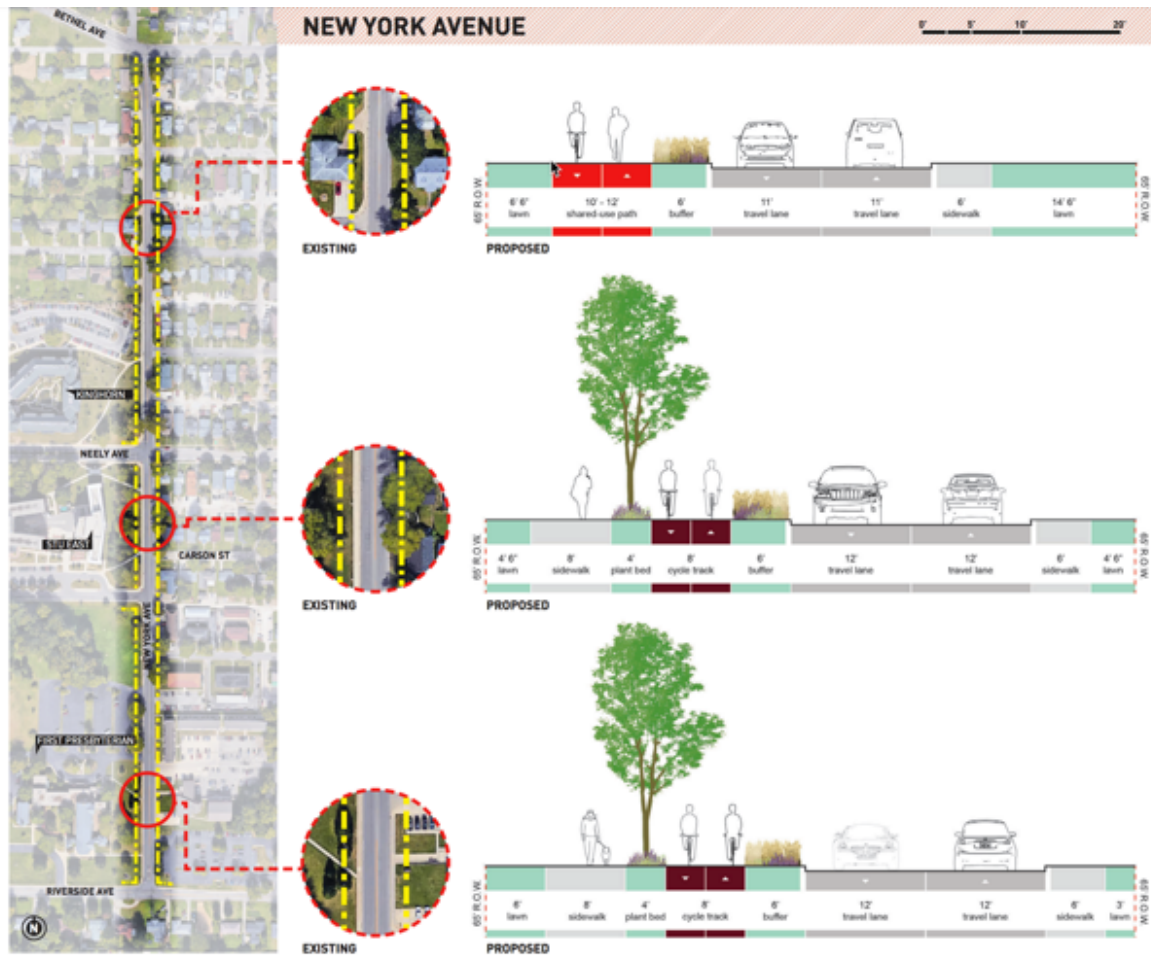 NEW YORK AVENUE
0' 5' 10' 20'
BETHEL AVE
KINGHORN
NEELY AVE
STU EAST
CARSON ST
NEW YORK AVE
FIRST PRESBYTERIAN
RIVERSIDE AVE
N
EXISTING
65' R.O.W.
6' 6" 10' - 12' 6' 11' 11' 6' 14' 6"
lawn shared-use path buffer travel lane travel lane sidewalk lawn
65' R.O.W.
PROPOSED
EXISTING
65' R.O.W.
4' 6" 8' 4' 8' 6' 12' 12' 6' 4' 6"
lawn sidewalk plant bed cycle track buffer travel lane travel lane sidewalk lawn
65' R.O.W.
PROPOSED
EXISTING
65' R.O.W.
6' 8' 4' 8' 6' 12' 12' 6' 3'
lawn sidewalk plant bed cycle track buffer travel lane travel lane sidewalk lawn
65' R.O.W.
PROPOSED